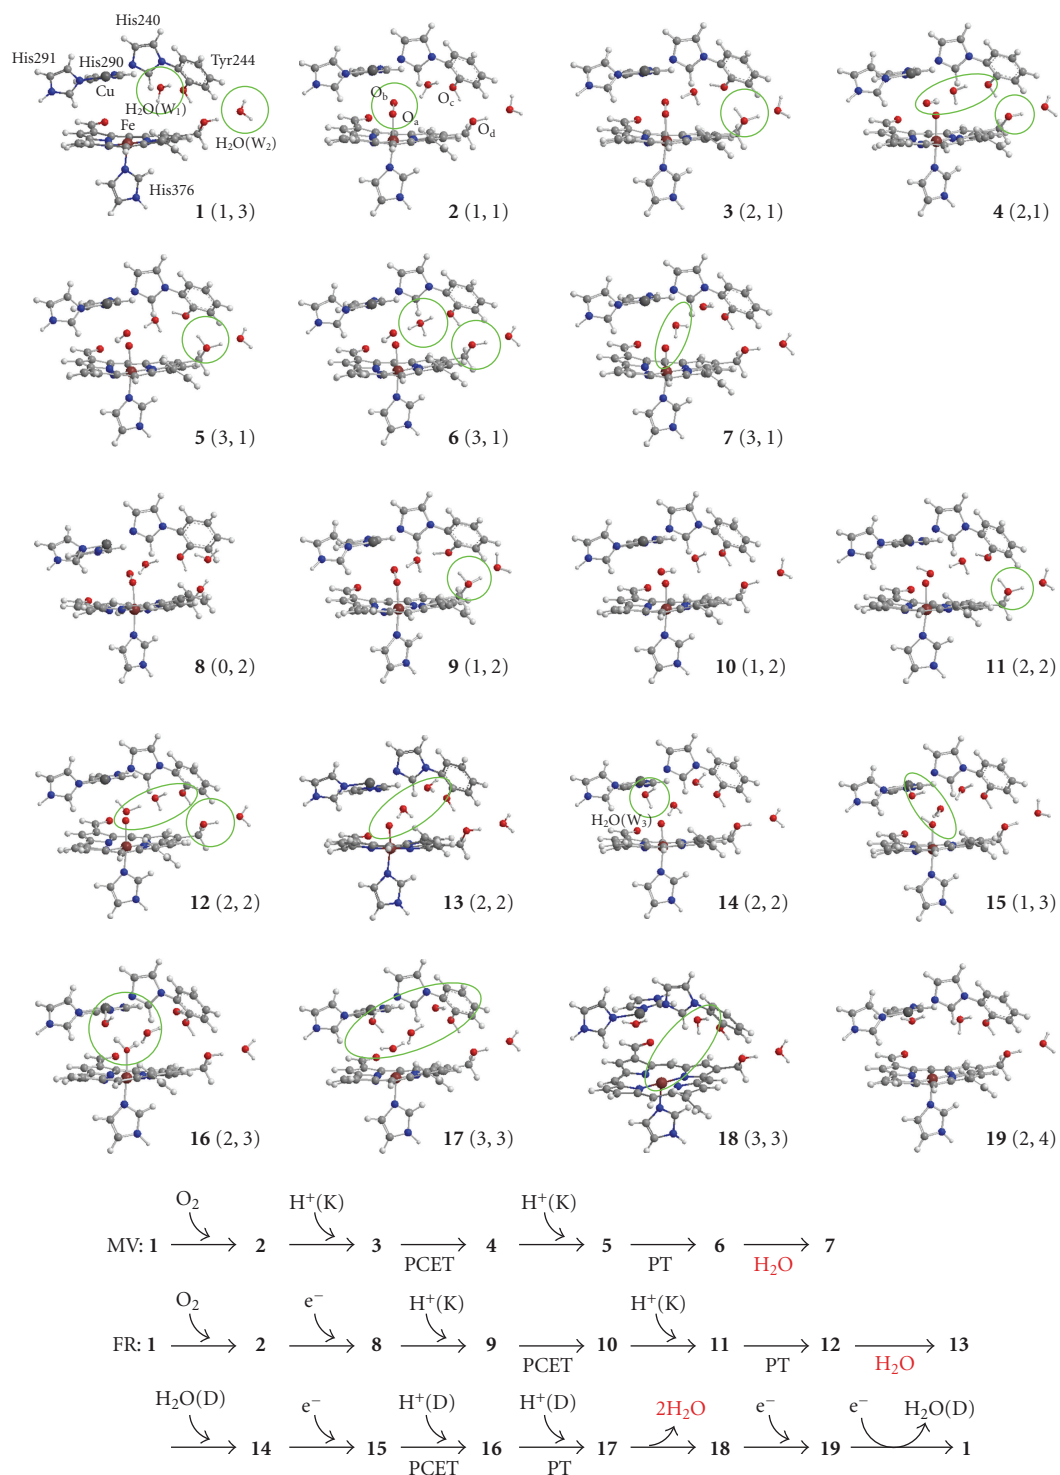 His240
His291
His290
Tyr244
Cu
H₂O(W₁)
Fe
H₂O(W₂)
His376
1 (1, 3)
O_b
O_c
O_a
O_d
2 (1, 1)
3 (2, 1)
4 (2,1)
5 (3, 1)
6 (3, 1)
7 (3, 1)
8 (0, 2)
9 (1, 2)
10 (1, 2)
11 (2, 2)
12 (2, 2)
13 (2, 2)
H₂O(W₃)
14 (2, 2)
15 (1, 3)
16 (2, 3)
17 (3, 3)
18 (3, 3)
19 (2, 4)
O₂ H⁺(K) H⁺(K)
MV: 1 2 3 4 5 6 7
PCET PT H₂O
O₂ e⁻ H⁺(K) H⁺(K)
FR: 1 2 8 9 10 11 12 13
PCET PT H₂O
H₂O(D) e⁻ H⁺(D) H⁺(D) 2H₂O e⁻ e⁻ H₂O(D)
14 15 16 17 18 19 1
PCET PT